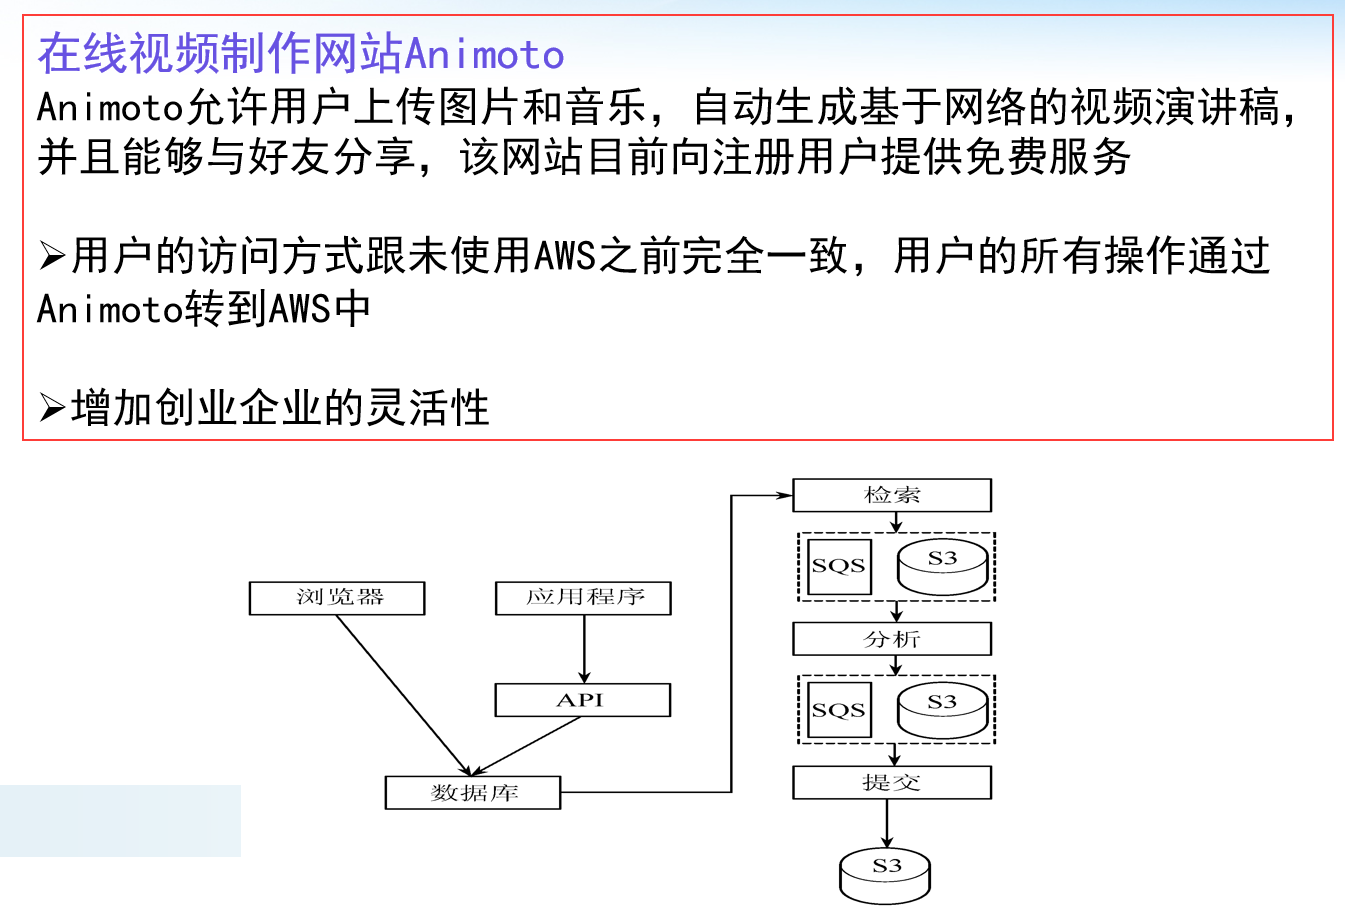 在线视频制作网站Animoto
Animoto允许用户上传图片和音乐，自动生成基于网络的视频演讲稿，
并且能够与好友分享，该网站目前向注册用户提供免费服务
➢用户的访问方式跟未使用AWS之前完全一致，用户的所有操作通过
Animoto转到AWS中
➢增加创业企业的灵活性
检索
SQS
S3
浏览器
应用程序
分析
API
SQS
S3
数据库
提交
S3